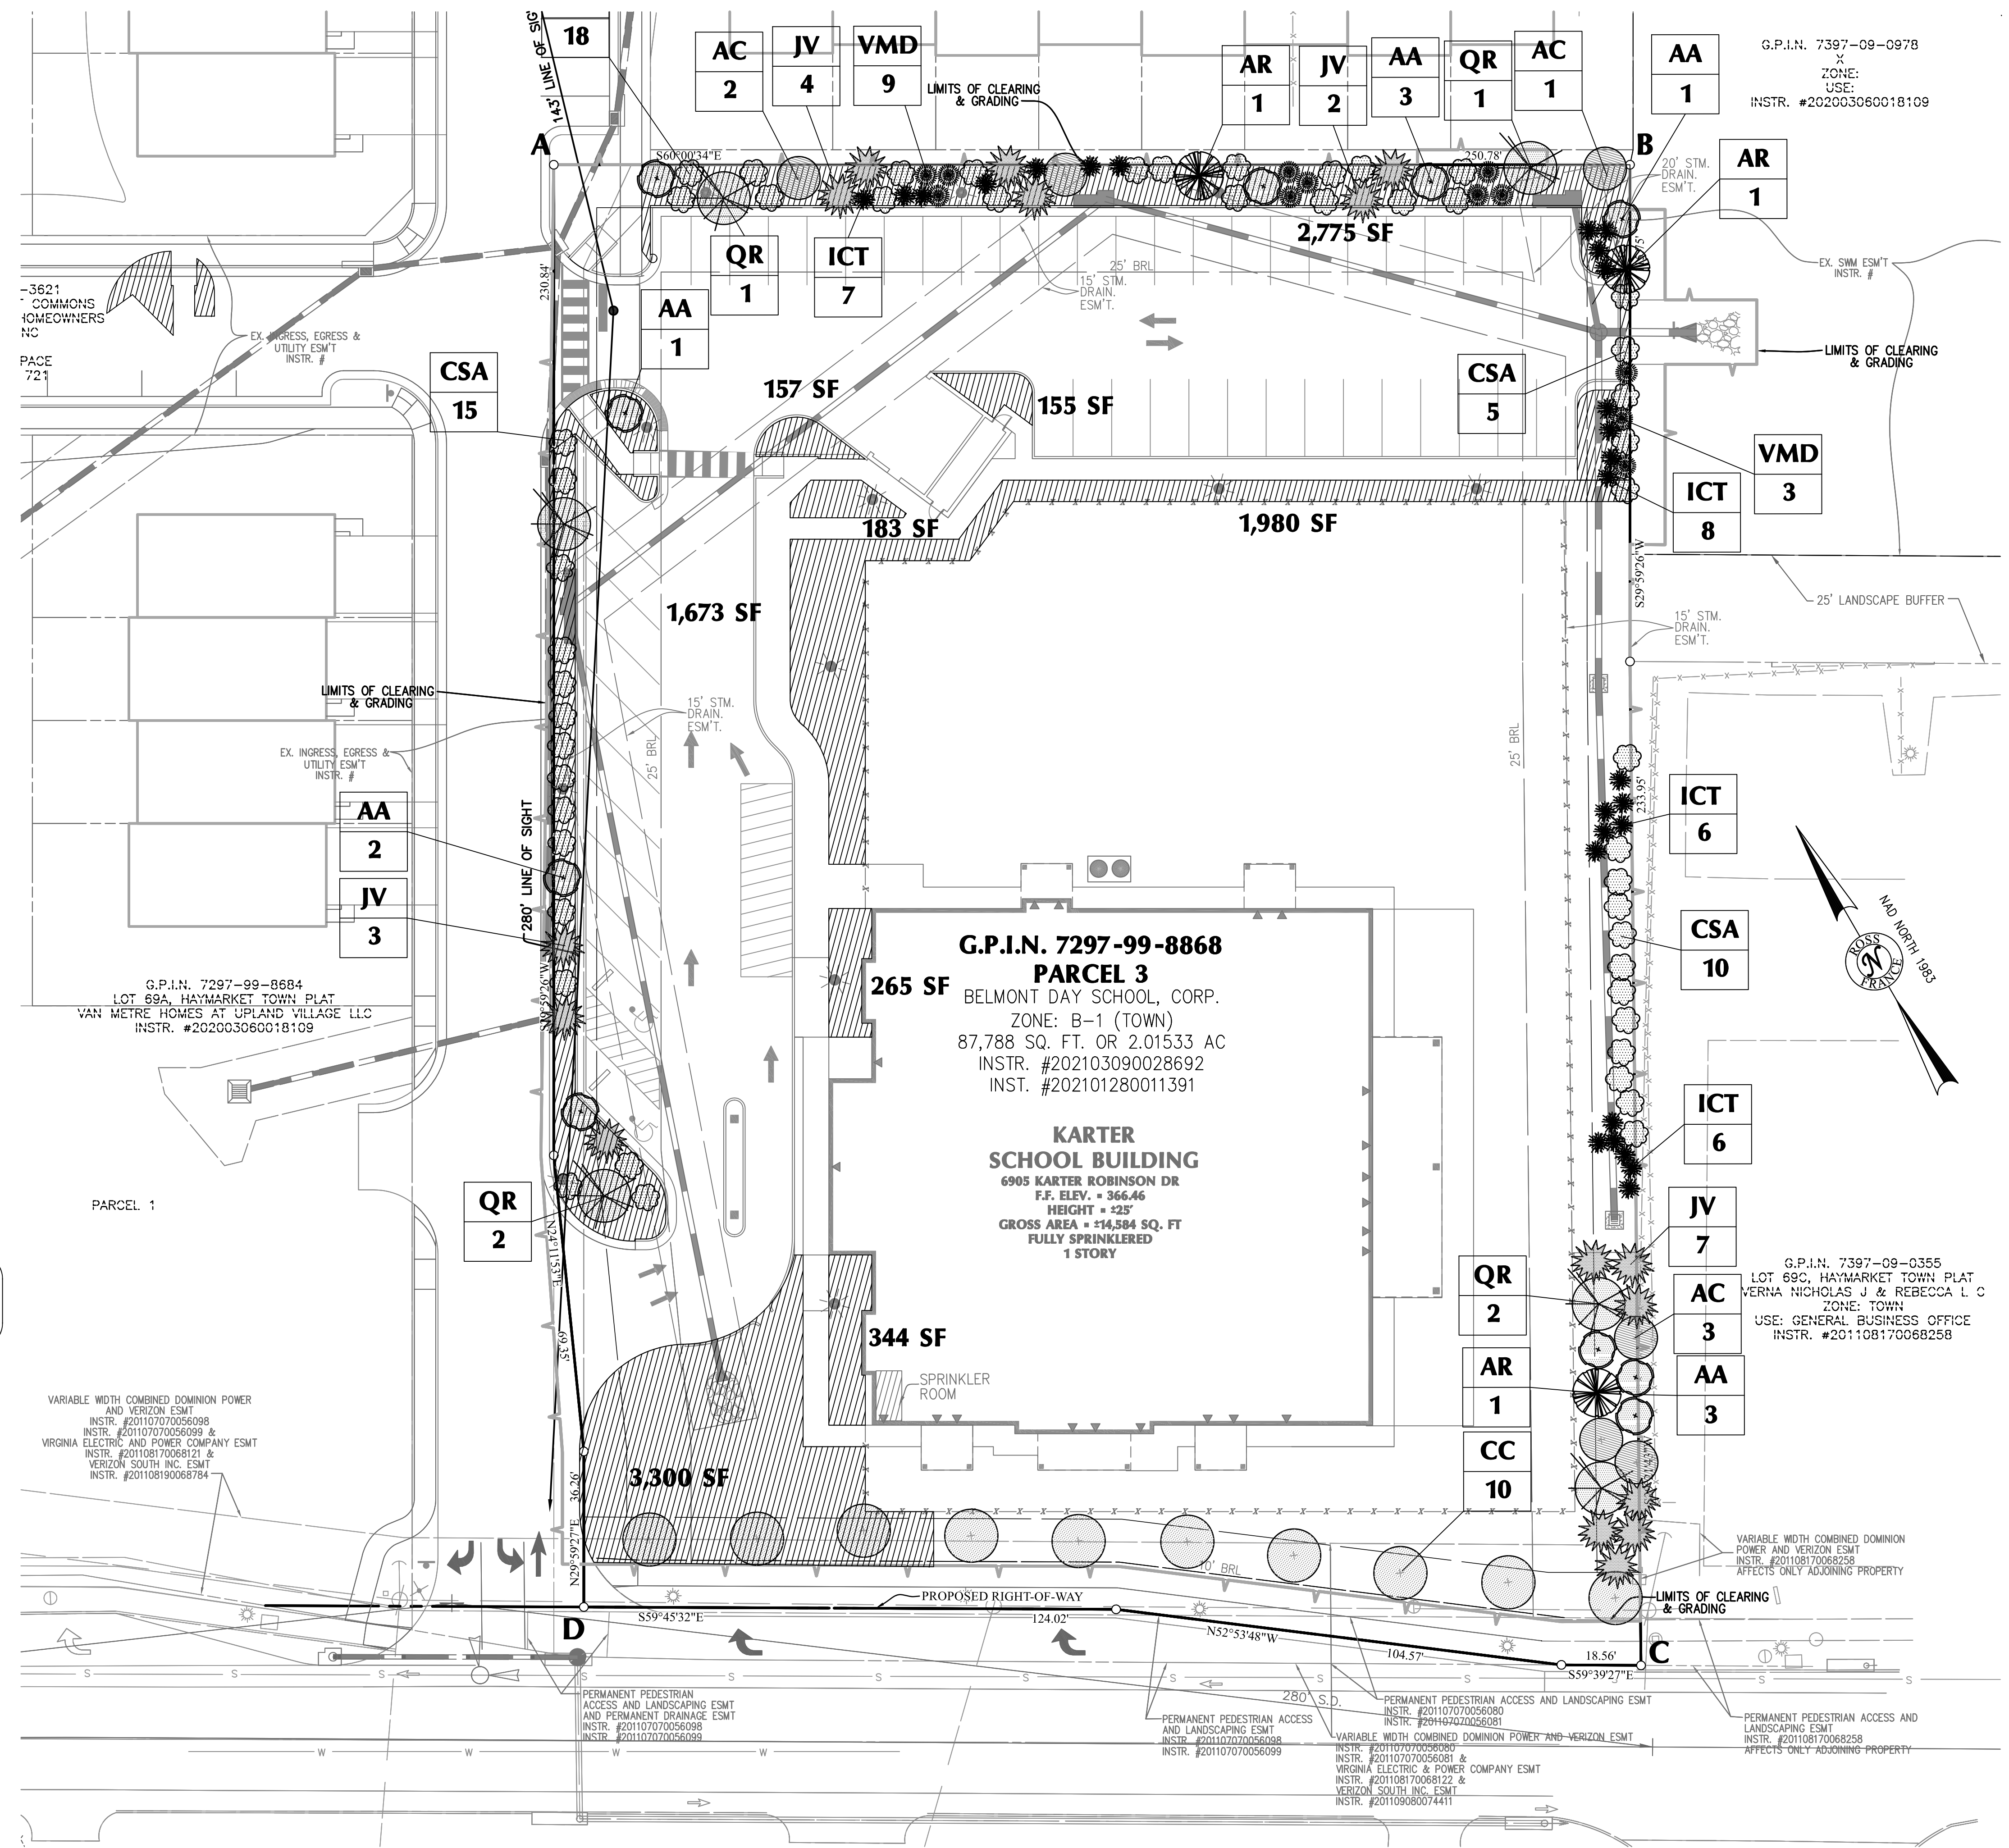 18
143' LINE OF SIG
AC
2
JV
4
VMD
9
LIMITS OF CLEARING
& GRADING
AR
1
JV
2
AA
3
QR
1
AC
1
AA
1
G.P.I.N. 7397-09-0978
X
ZONE:
USE:
INSTR. #202003060018109
A
S60°00'34"E
250.78'
B
20' STM.
DRAIN.
ESM'T.
AR
1
2,775 SF
QR
1
ICT
7
25' BRL
15' STM.
DRAIN.
ESM'T.
EX. SWM ESM'T
INSTR. #
230.84'
-3621
T COMMONS
HOMEOWNERS
NC
PACE
721
EX. INGRESS, EGRESS &
UTILITY ESM'T
INSTR. #
AA
1
CSA
15
157 SF
155 SF
CSA
5
LIMITS OF CLEARING
& GRADING
VMD
3
ICT
8
183 SF
1,980 SF
S29°59'26"W
25' LANDSCAPE BUFFER
15' STM.
DRAIN.
ESM'T.
1,673 SF
LIMITS OF CLEARING
& GRADING
15' STM.
DRAIN.
ESM'T.
25' BRL
25' BRL
EX. INGRESS, EGRESS &
UTILITY ESM'T
INSTR. #
280' LINE OF SIGHT
AA
2
JV
3
233.95'
ICT
6
CSA
10
NAD NORTH 1983
ROSS
N
FRANCE
G.P.I.N. 7297-99-8868
PARCEL 3
BELMONT DAY SCHOOL, CORP.
ZONE: B-1 (TOWN)
87,788 SQ. FT. OR 2.01533 AC
INSTR. #202103090028692
INST. #202101280011391
265 SF
G.P.I.N. 7297-99-8684
LOT 69A, HAYMARKET TOWN PLAT
VAN METRE HOMES AT UPLAND VILLAGE LLC
INSTR. #202003060018109
KARTER
SCHOOL BUILDING
6905 KARTER ROBINSON DR
F.F. ELEV. = 366.46
HEIGHT = ±25'
GROSS AREA = ±14,584 SQ. FT
FULLY SPRINKLERED
1 STORY
ICT
6
PARCEL 1
QR
2
N24°11'53"E
69.35'
JV
7
QR
2
AC
3
G.P.I.N. 7397-09-0355
LOT 69C, HAYMARKET TOWN PLAT
VERNA NICHOLAS J & REBECCA L C
ZONE: TOWN
USE: GENERAL BUSINESS OFFICE
INSTR. #201108170068258
344 SF
SPRINKLER
ROOM
AR
1
AA
3
CC
10
VARIABLE WIDTH COMBINED DOMINION POWER
AND VERIZON ESMT
INSTR. #201107070056098
INSTR. #201107070056099 &
VIRGINIA ELECTRIC AND POWER COMPANY ESMT
INSTR. #201108170068121 &
VERIZON SOUTH INC. ESMT
INSTR. #201108190068784
3,300 SF
36.26'
N29°59'27"E
10' BRL
VARIABLE WIDTH COMBINED DOMINION
POWER AND VERIZON ESMT
INSTR. #201108170068258
AFFECTS ONLY ADJOINING PROPERTY
LIMITS OF CLEARING
& GRADING
PROPOSED RIGHT-OF-WAY
S59°45'32"E
124.02'
N52°53'48"W
104.57'
18.56'
S59°39'27"E
D
C
S S S S S S S S S S S
280' S.D.
PERMANENT PEDESTRIAN
ACCESS AND LANDSCAPING ESMT
AND PERMANENT DRAINAGE ESMT
INSTR. #201107070056098
INSTR. #201107070056099
PERMANENT PEDESTRIAN ACCESS
AND LANDSCAPING ESMT
INSTR. #201107070056098
INSTR. #201107070056099
PERMANENT PEDESTRIAN ACCESS AND LANDSCAPING ESMT
INSTR. #201107070056080
INSTR. #201107070056081
VARIABLE WIDTH COMBINED DOMINION POWER AND VERIZON ESMT
INSTR. #201107070056080
INSTR. #201107070056081 &
VIRGINIA ELECTRIC & POWER COMPANY ESMT
INSTR. #201108170068122 &
VERIZON SOUTH INC. ESMT
INSTR. #201109080074411
PERMANENT PEDESTRIAN ACCESS AND
LANDSCAPING ESMT
INSTR. #201108170068258
AFFECTS ONLY ADJOINING PROPERTY
W W W W